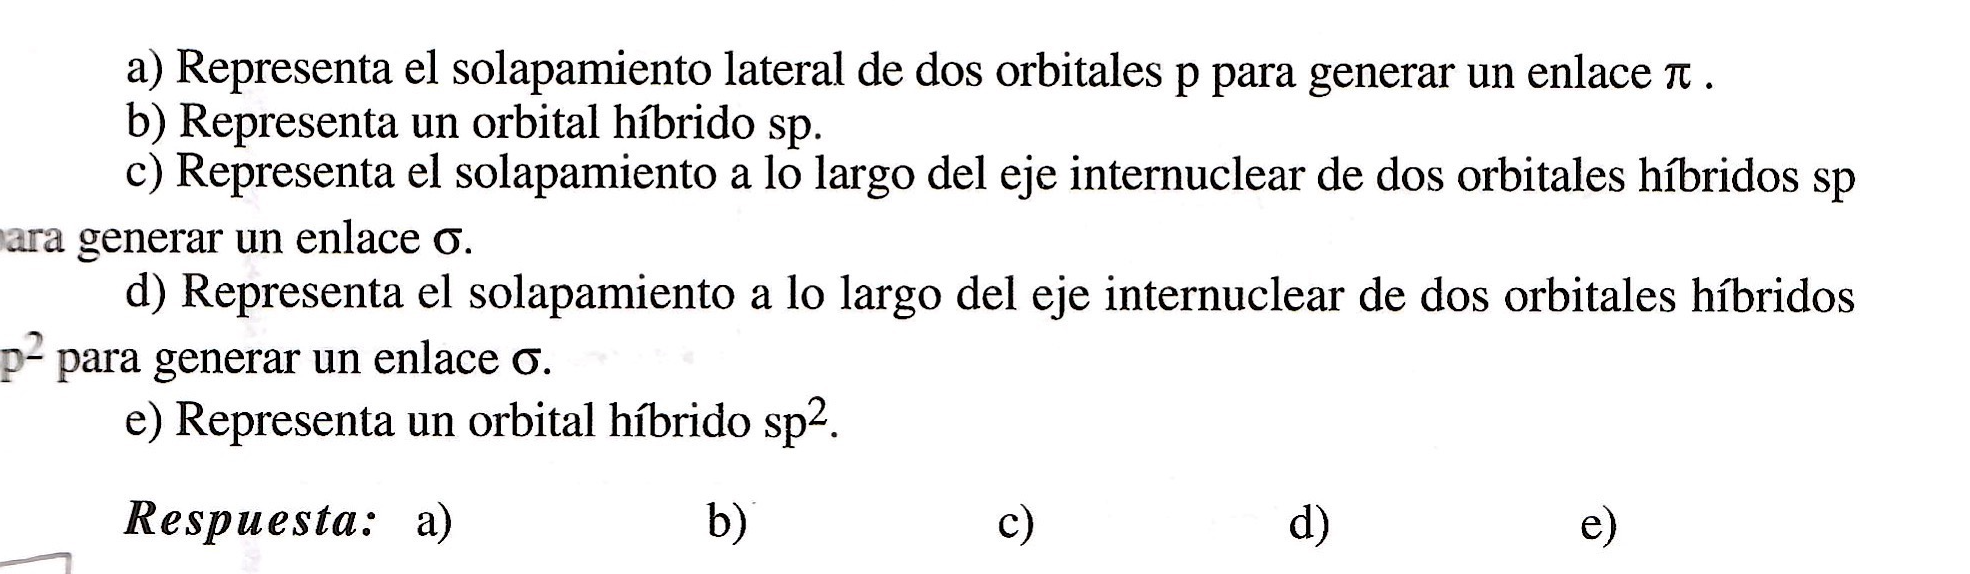 a) Representa el solapamiento lateral de dos orbitales p para generar un enlace π .
b) Representa un orbital híbrido sp.
c) Representa el solapamiento a lo largo del eje internuclear de dos orbitales híbridos sp
ara generar un enlace σ.
d) Representa el solapamiento a lo largo del eje internuclear de dos orbitales híbridos
p² para generar un enlace σ.
e) Representa un orbital híbrido sp².
Respuesta: a) b) c) d) e)